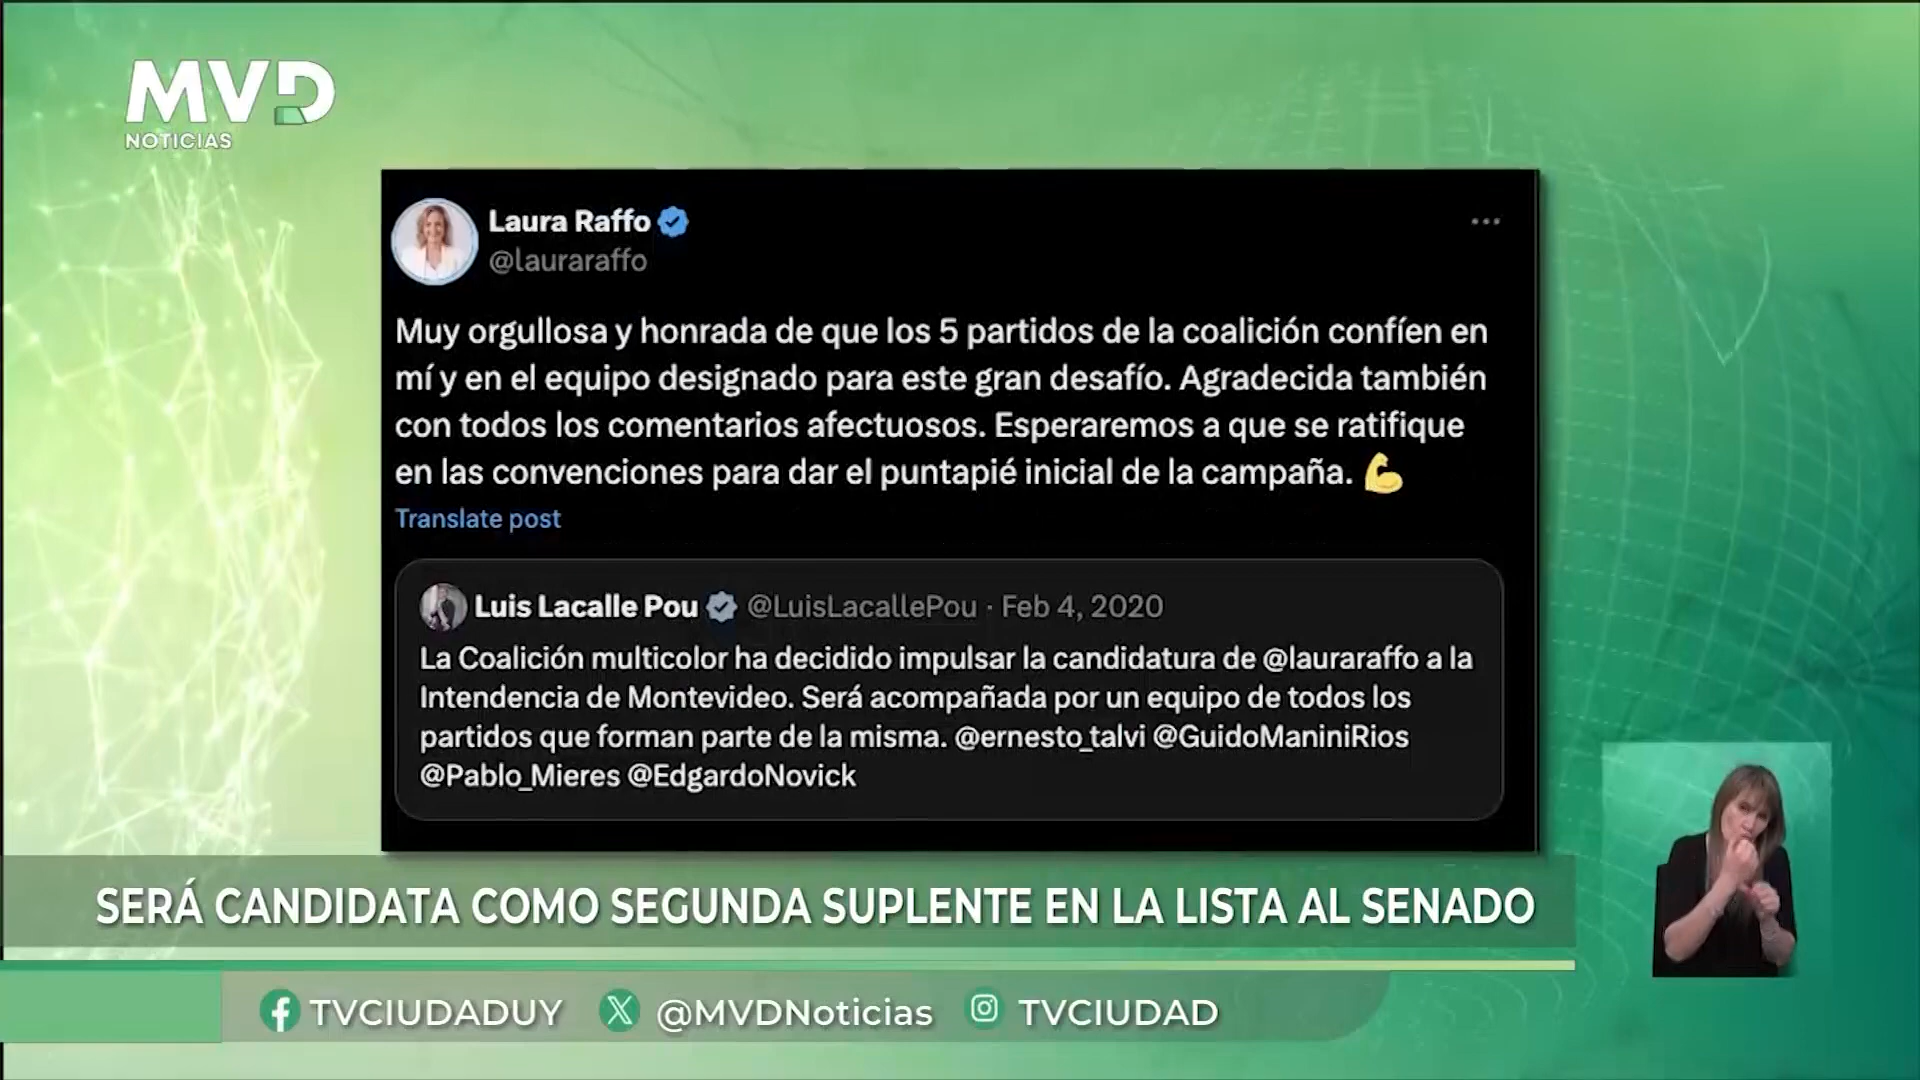 MVD
NOTICIAS
Laura Raffo
@lauraraffo
Muy orgullosa y honrada de que los 5 partidos de la coalición confíen en
mí y en el equipo designado para este gran desafío. Agradecida también
con todos los comentarios afectuosos. Esperaremos a que se ratifique
en las convenciones para dar el puntapié inicial de la campaña. 💪
Translate post
Luis Lacalle Pou @LuisLacallePou · Feb 4, 2020
La Coalición multicolor ha decidido impulsar la candidatura de @lauraraffo a la
Intendencia de Montevideo. Será acompañada por un equipo de todos los
partidos que forman parte de la misma. @ernesto_talvi @GuidoManiniRios
@Pablo_Mieres @EdgardoNovick
SERÁ CANDIDATA COMO SEGUNDA SUPLENTE EN LA LISTA AL SENADO
TVCIUDADUY @MVDNoticias TVCIUDAD